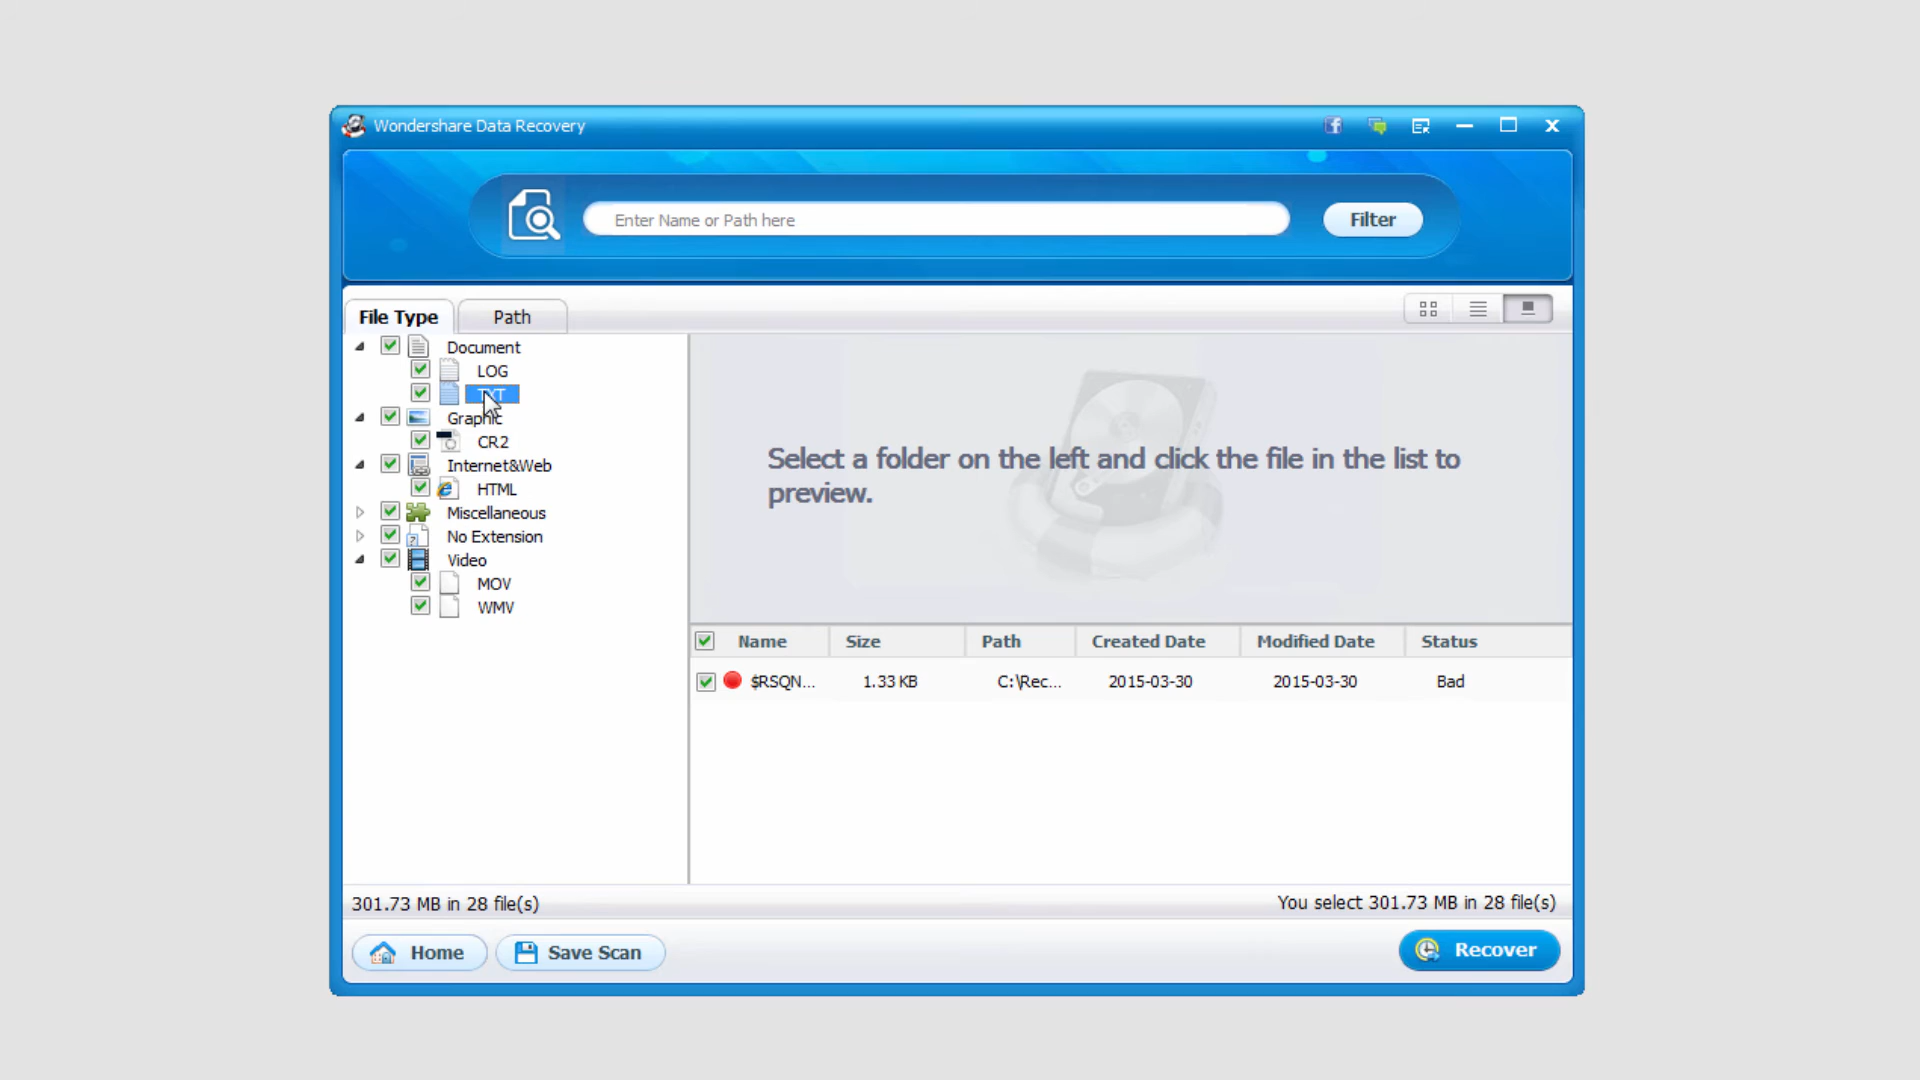 Wondershare Data Recovery
Enter Name or Path here
Filter
File Type
Path
Document
LOG
TXT
Graphic
CR2
Internet&Web
HTML
Miscellaneous
No Extension
Video
MOV
WMV
Select a folder on the left and click the file in the list to
preview.
Name Size Path Created Date Modified Date Status
$RSQN... 1.33 KB C:\Rec... 2015-03-30 2015-03-30 Bad
301.73 MB in 28 file(s)
You select 301.73 MB in 28 file(s)
Home
Save Scan
Recover